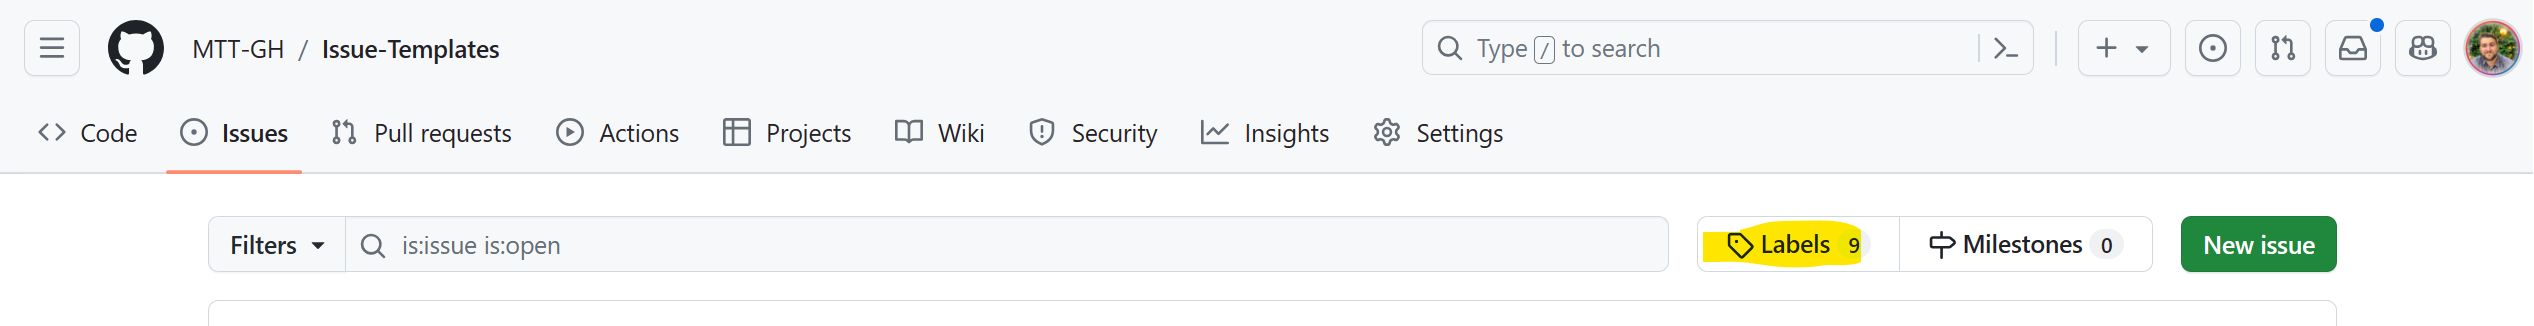 MTT-GH / Issue-Templates
Type / to search
Code Issues Pull requests Actions Projects Wiki Security Insights Settings
Filters is:issue is:open Labels 9 Milestones 0 New issue